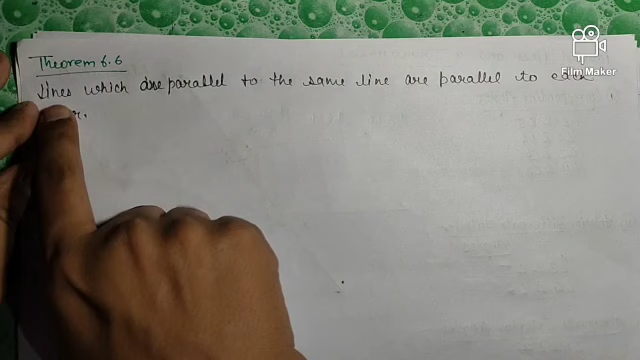 Theorem 6.6
Lines which are parallel to the same line are parallel to each
r.
Film Maker